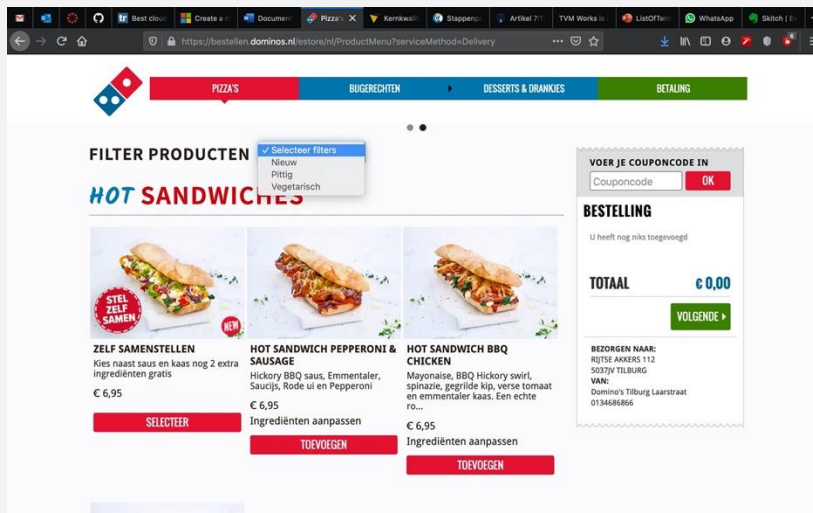 Best cloud
Create a m
Document
Pizza's
Kernkwali
Stappenpl
Artikel 7:1
TVM Works is
ListOfTerm
WhatsApp
Skitch | E
https://bestellen.dominos.nl/estore/nl/ProductMenu?serviceMethod=Delivery
PIZZA'S
BIJGERECHTEN
DESSERTS & DRANKJES
BETALING
FILTER PRODUCTEN
✓ Selecteer filters
Nieuw
Pittig
Vegetarisch
HOT SANDWICHES
STEL
ZELF
SAMEN
NEW
ZELF SAMENSTELLEN
Kies naast saus en kaas nog 2 extra
ingrediënten gratis
€ 6,95
SELECTEER
HOT SANDWICH PEPPERONI &
SAUSAGE
Hickory BBQ saus, Emmentaler,
Saucijs, Rode ui en Pepperoni
€ 6,95
Ingrediënten aanpassen
TOEVOEGEN
HOT SANDWICH BBQ
CHICKEN
Mayonaise, BBQ Hickory swirl,
spinazie, gegrilde kip, verse tomaat
en emmentaler kaas. Een echte
ro...
€ 6,95
Ingrediënten aanpassen
TOEVOEGEN
VOER JE COUPONCODE IN
Couponcode
OK
BESTELLING
U heeft nog niks toegevoegd
TOTAAL € 0,00
VOLGENDE
BEZORGEN NAAR:
RIJTSE AKKERS 112
5037JV TILBURG
VAN:
Domino's Tilburg Laarstraat
0134686866